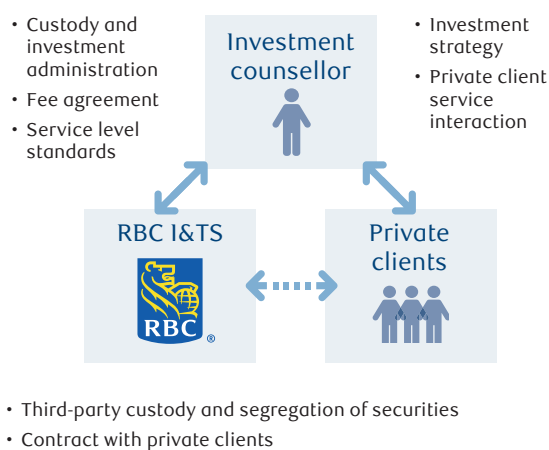 • Custody and
investment
administration
• Fee agreement
• Service level
standards
Investment
counsellor
• Investment
strategy
• Private client
service
interaction
RBC I&TS
RBC
®
Private
clients
• Third-party custody and segregation of securities
• Contract with private clients